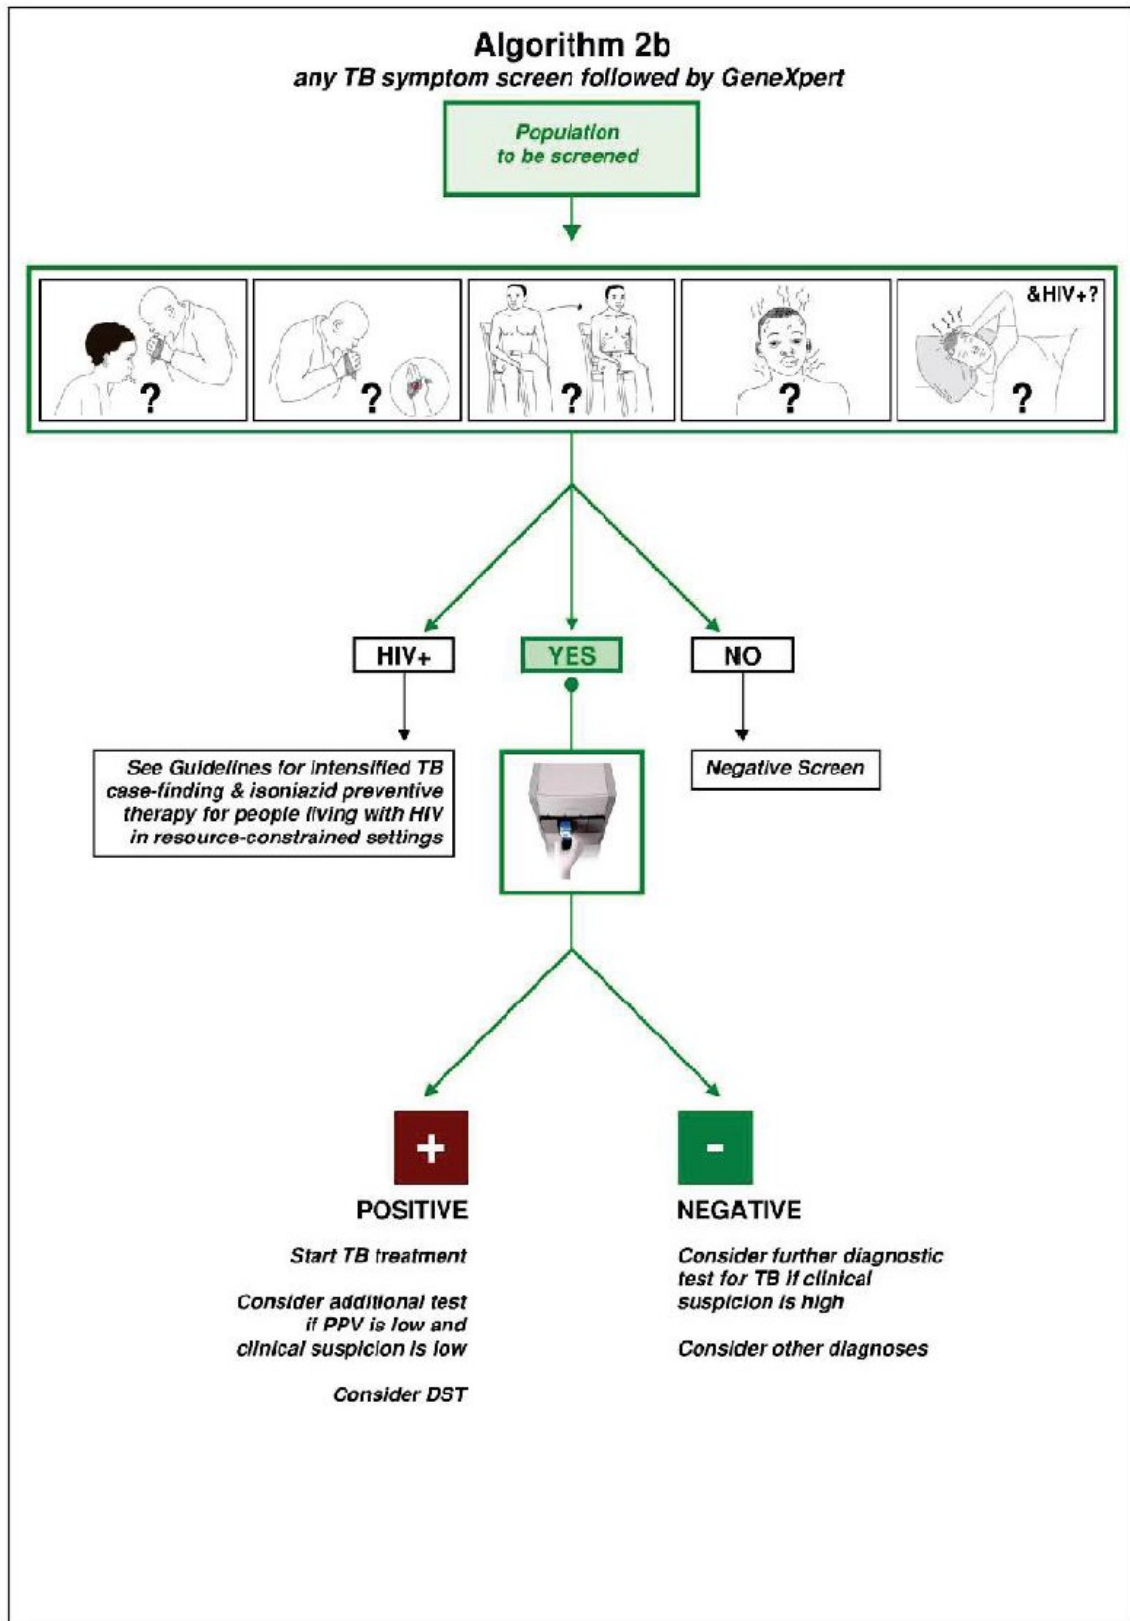 Algorithm 2b
any TB symptom screen followed by GeneXpert
Population
to be screened
?
?
?
?
&HIV+?
?
HIV+
YES
NO
See Guidelines for intensified TB
case-finding & isoniazid preventive
therapy for people living with HIV
in resource-constrained settings
Negative Screen
+
POSITIVE
Start TB treatment
Consider additional test
if PPV is low and
clinical suspicion is low
Consider DST
-
NEGATIVE
Consider further diagnostic
test for TB if clinical
suspicion is high
Consider other diagnoses